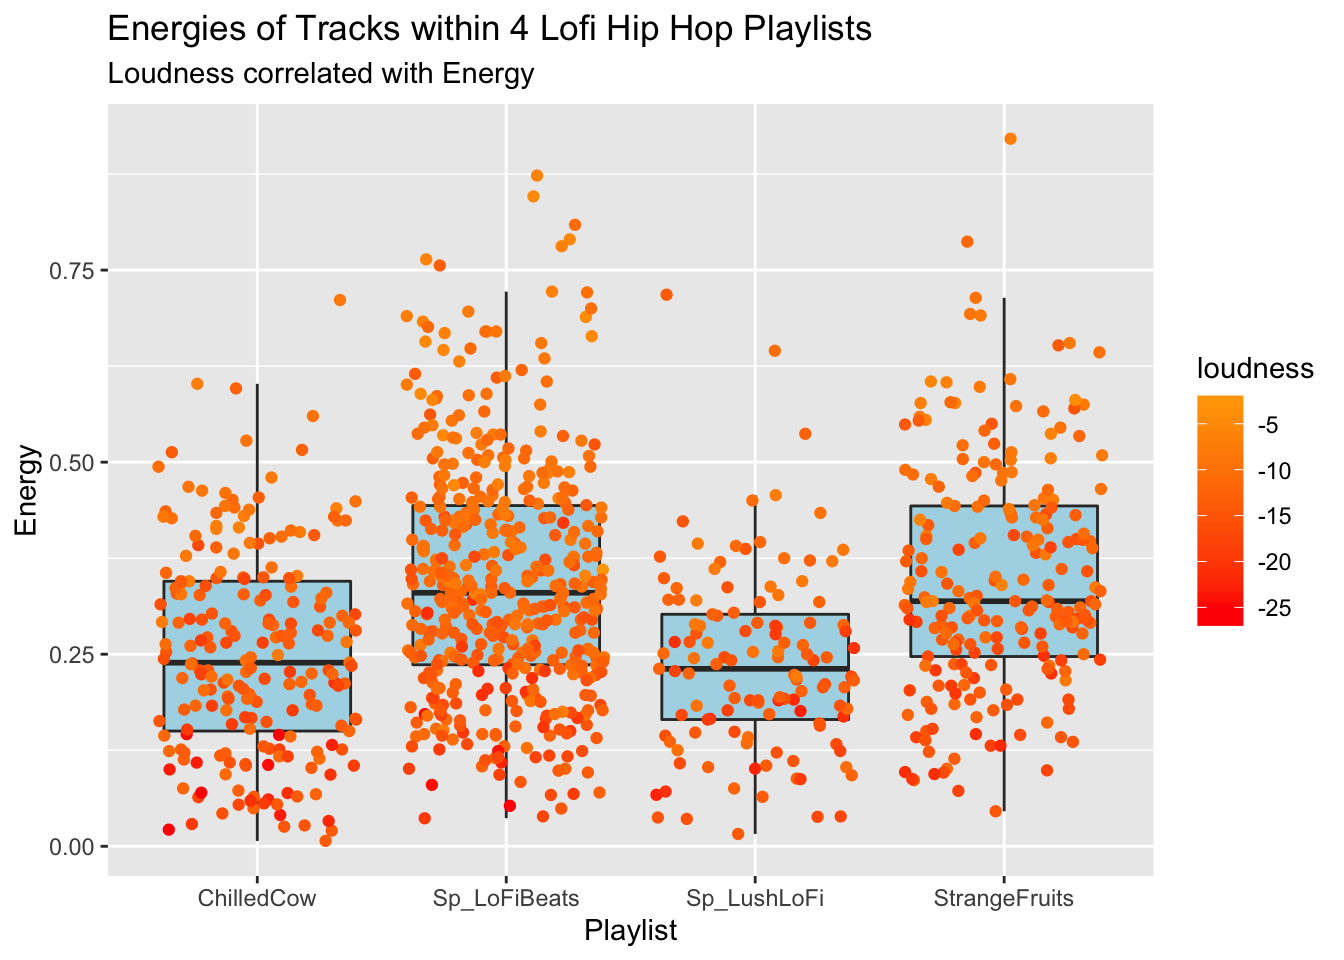 Energies of Tracks within 4 Lofi Hip Hop Playlists
Loudness correlated with Energy
Energy
0.75
0.50
0.25
0.00
ChilledCow
Sp_LoFiBeats
Sp_LushLoFi
StrangeFruits
Playlist
loudness
-5
-10
-15
-20
-25